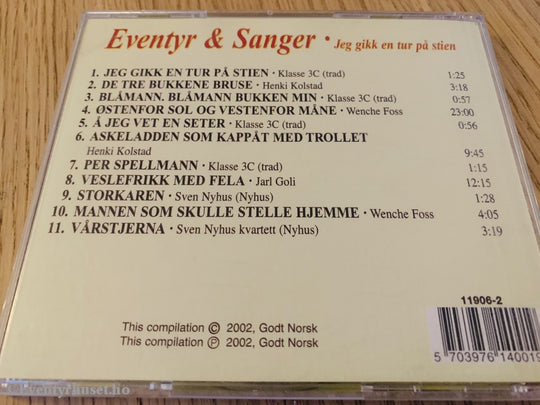 Eventyr & Sanger • Jeg gikk en tur på stien
1. JEG GIKK EN TUR PÅ STIEN • Klasse 3C (trad) 1:25
2. DE TRE BUKKENE BRUSE • Henki Kolstad 3:18
3. BLÅMANN. BLÅMANN BUKKEN MIN • Klasse 3C (trad) 0:57
4. ØSTENFOR SOL OG VESTENFOR MÅNE • Wenche Foss 23:00
5. Å JEG VET EN SETER • Klasse 3C (trad) 0:56
6. ASKELADDEN SOM KAPPÅT MED TROLLET
Henki Kolstad 9:45
7. PER SPELLMANN • Klasse 3C (trad) 1:15
8. VESLEFRIKK MED FELA • Jarl Goli 12:15
9. STORKAREN • Sven Nyhus (Nyhus) 1:28
10. MANNEN SOM SKULLE STELLE HJEMME • Wenche Foss 4:05
11. VÅRSTJERNA • Sven Nyhus kvartett (Nyhus) 3:19
11906-2
This compilation © 2002, Godt Norsk
This compilation ℗ 2002, Godt Norsk
5 703976 140019
eventyrhuset.no